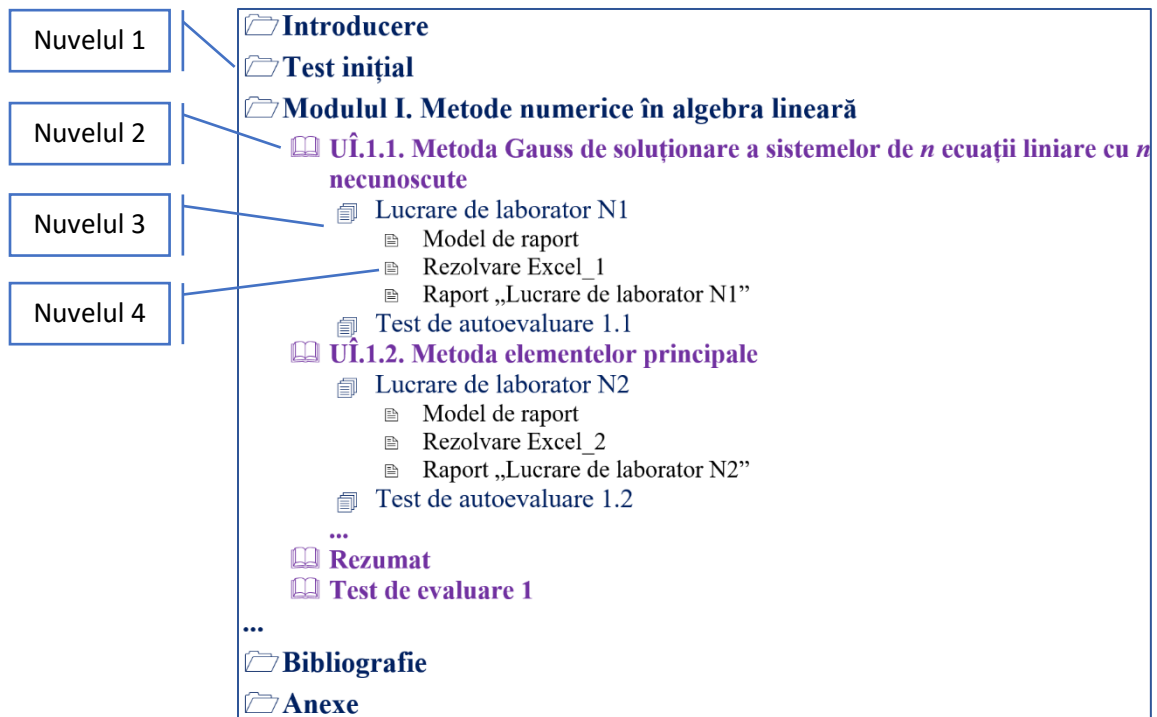 Nuvelul 1
Nuvelul 2
Nuvelul 3
Nuvelul 4
Introducere
Test inițial
Modulul I. Metode numerice în algebra lineară
UÎ.1.1. Metoda Gauss de soluționare a sistemelor de n ecuații liniare cu n
necunoscute
Lucrare de laborator N1
Model de raport
Rezolvare Excel_1
Raport „Lucrare de laborator N1”
Test de autoevaluare 1.1
UÎ.1.2. Metoda elementelor principale
Lucrare de laborator N2
Model de raport
Rezolvare Excel_2
Raport „Lucrare de laborator N2”
Test de autoevaluare 1.2
...
Rezumat
Test de evaluare 1
...
Bibliografie
Anexe